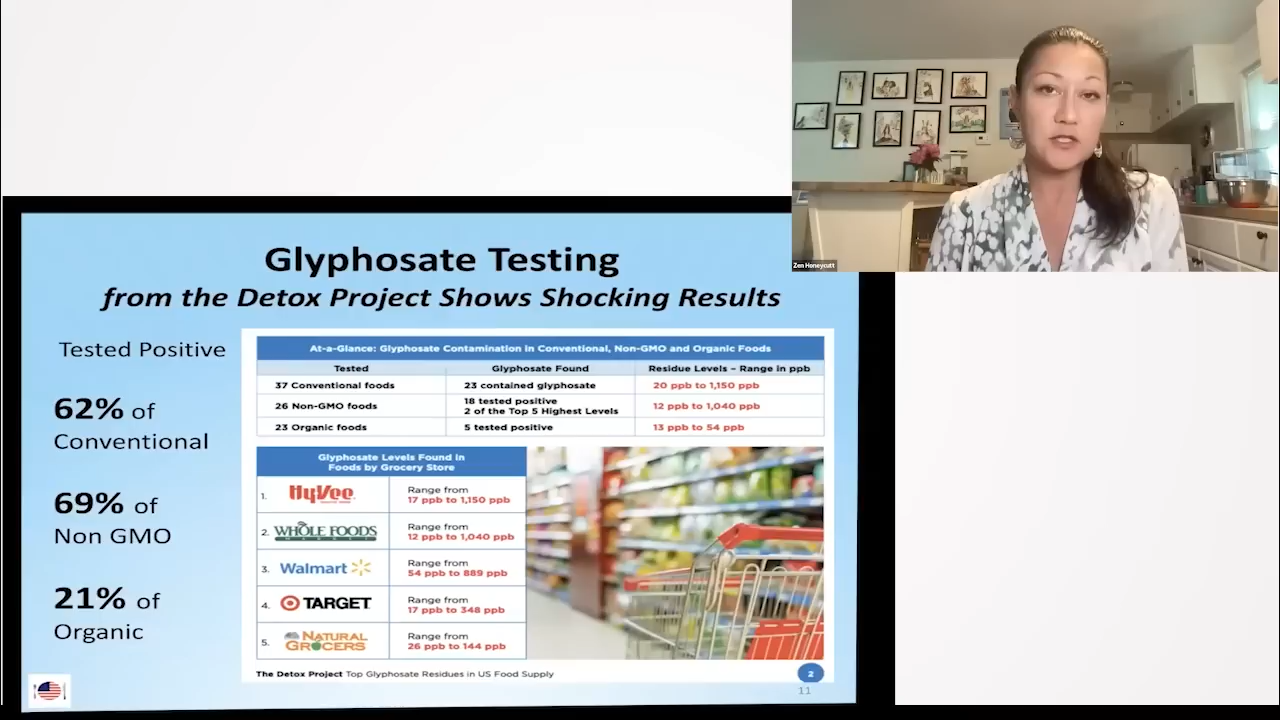 Zen Honeycutt
Glyphosate Testing
from the Detox Project Shows Shocking Results
Tested Positive
62% of
Conventional
69% of
Non GMO
21% of
Organic
At-a-Glance: Glyphosate Contamination in Conventional, Non-GMO and Organic Foods
Tested Glyphosate Found Residue Levels – Range in ppb
37 Conventional foods 23 contained glyphosate 20 ppb to 1,150 ppb
26 Non-GMO foods 18 tested positive 12 ppb to 1,040 ppb
2 of the Top 5 Highest Levels
23 Organic foods 5 tested positive 13 ppb to 54 ppb
Glyphosate Levels Found in
Foods by Grocery Store
1. HyVee Range from
17 ppb to 1,150 ppb
2. WHOLE FOODS Range from
MARKET 12 ppb to 1,040 ppb
3. Walmart Range from
54 ppb to 889 ppb
4. TARGET Range from
17 ppb to 348 ppb
5. NATURAL Range from
GROCERS 26 ppb to 144 ppb
The Detox Project Top Glyphosate Residues in US Food Supply
2
11